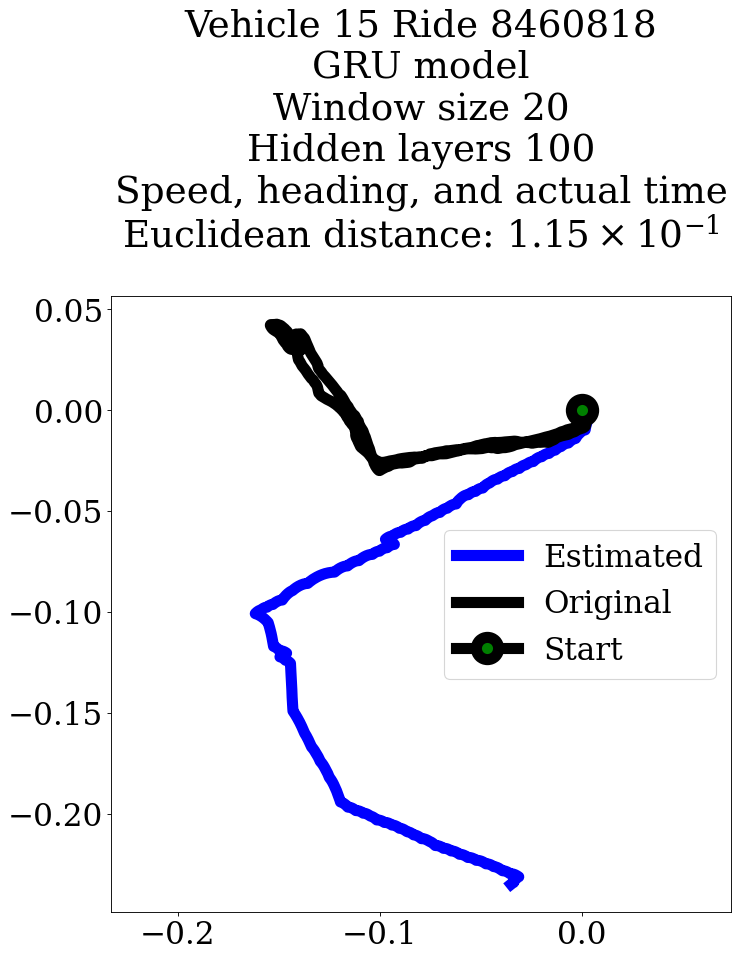 Vehicle 15 Ride 8460818
GRU model
Window size 20
Hidden layers 100
Speed, heading, and actual time
Euclidean distance: 1.15 × 10⁻¹
0.05
0.00
−0.05
−0.10
−0.15
−0.20
Estimated
Original
Start
−0.2
−0.1
0.0